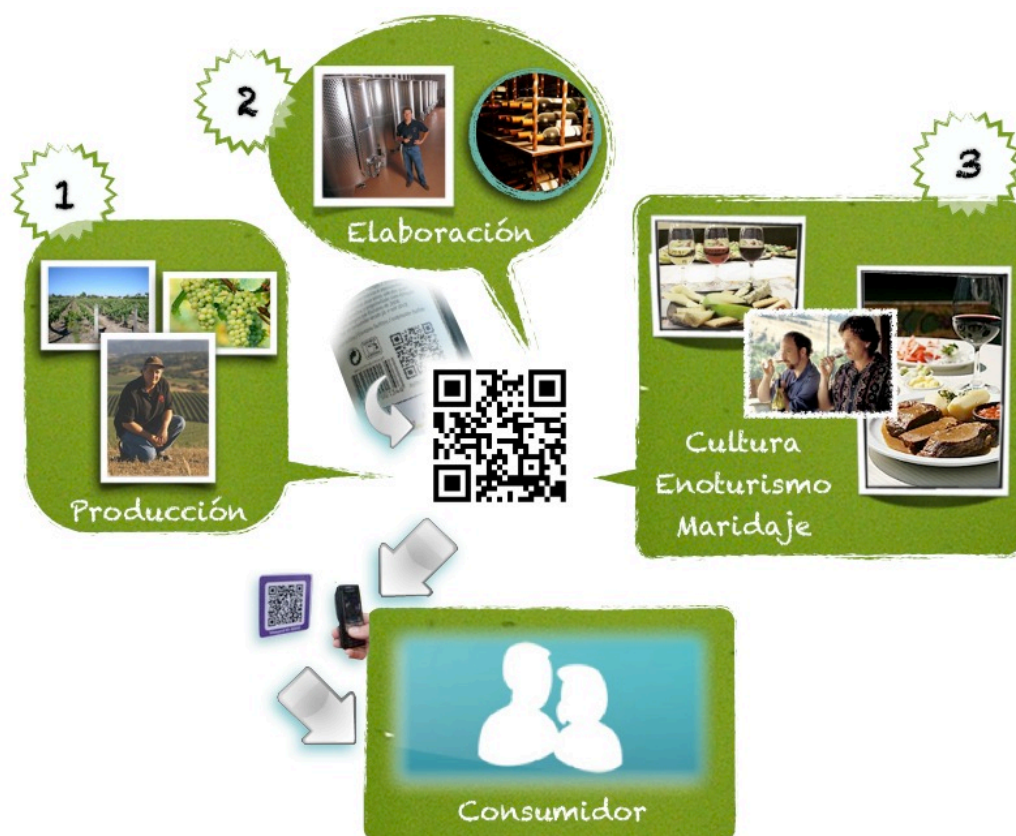 1
Producción
2
Elaboración
3
Cultura
Enoturismo
Maridaje
Consumidor